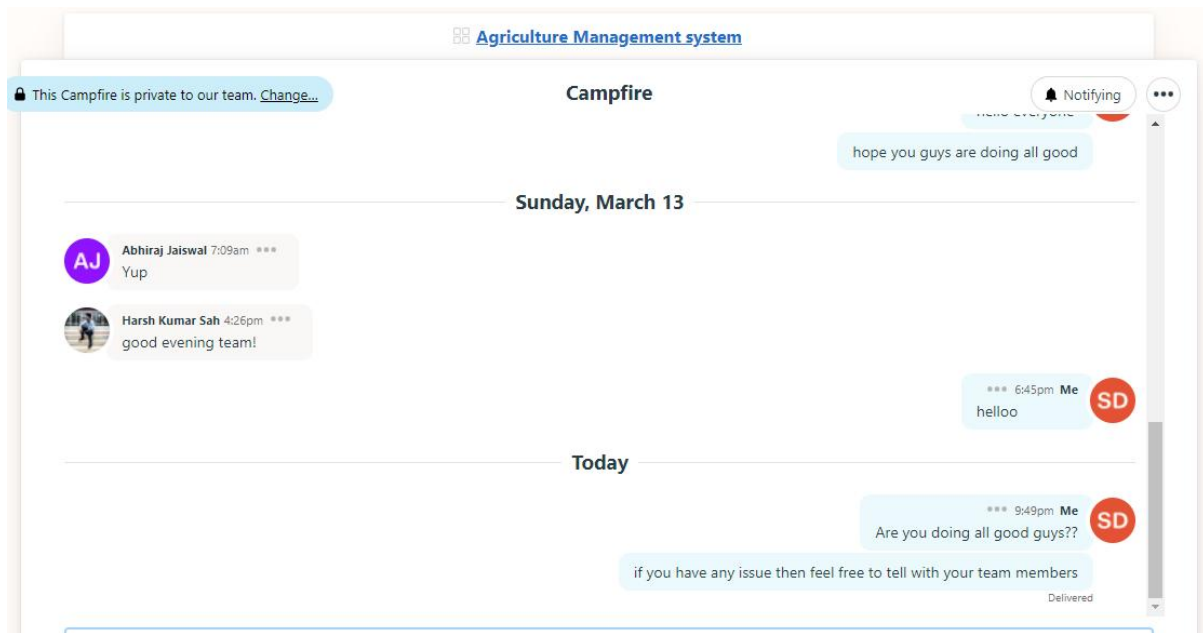 Agriculture Management system
This Campfire is private to our team. Change...
Campfire
Notifying
hello everyone
hope you guys are doing all good
Sunday, March 13
AJ
Abhiraj Jaiswal 7:09am
Yup
Harsh Kumar Sah 4:26pm
good evening team!
6:45pm Me
helloo
SD
Today
9:49pm Me
Are you doing all good guys??
SD
if you have any issue then feel free to tell with your team members
Delivered